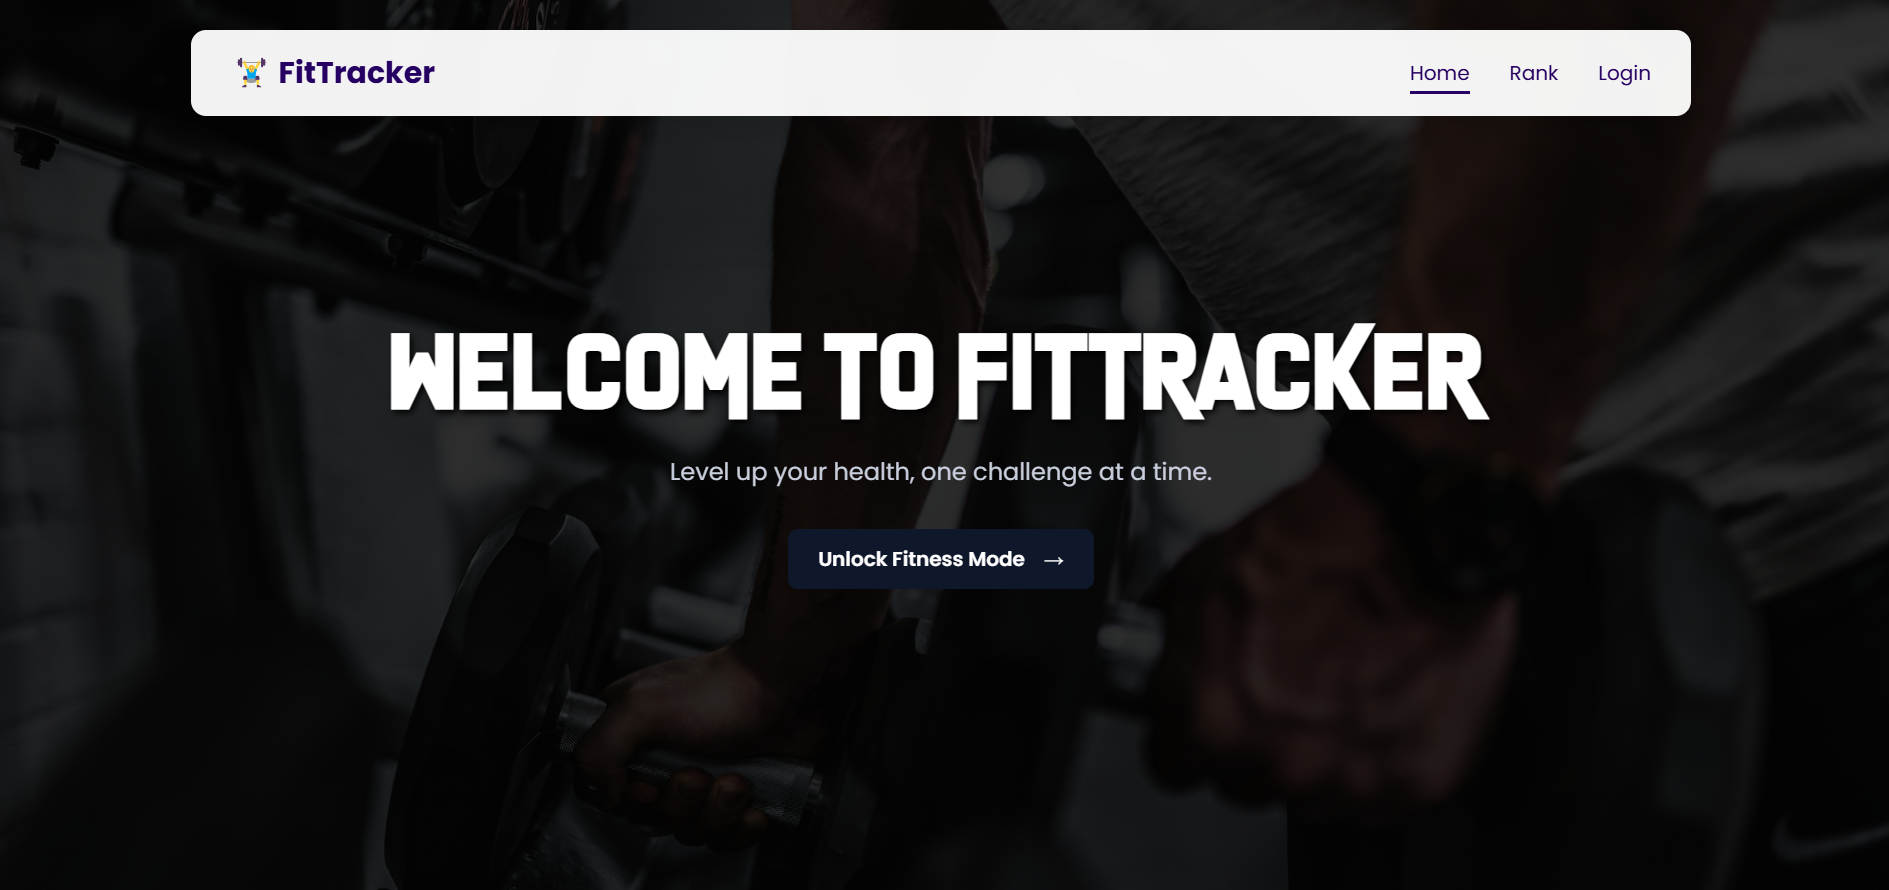 FitTracker
Home
Rank
Login
WELCOME TO FITTRACKER
Level up your health, one challenge at a time.
Unlock Fitness Mode →